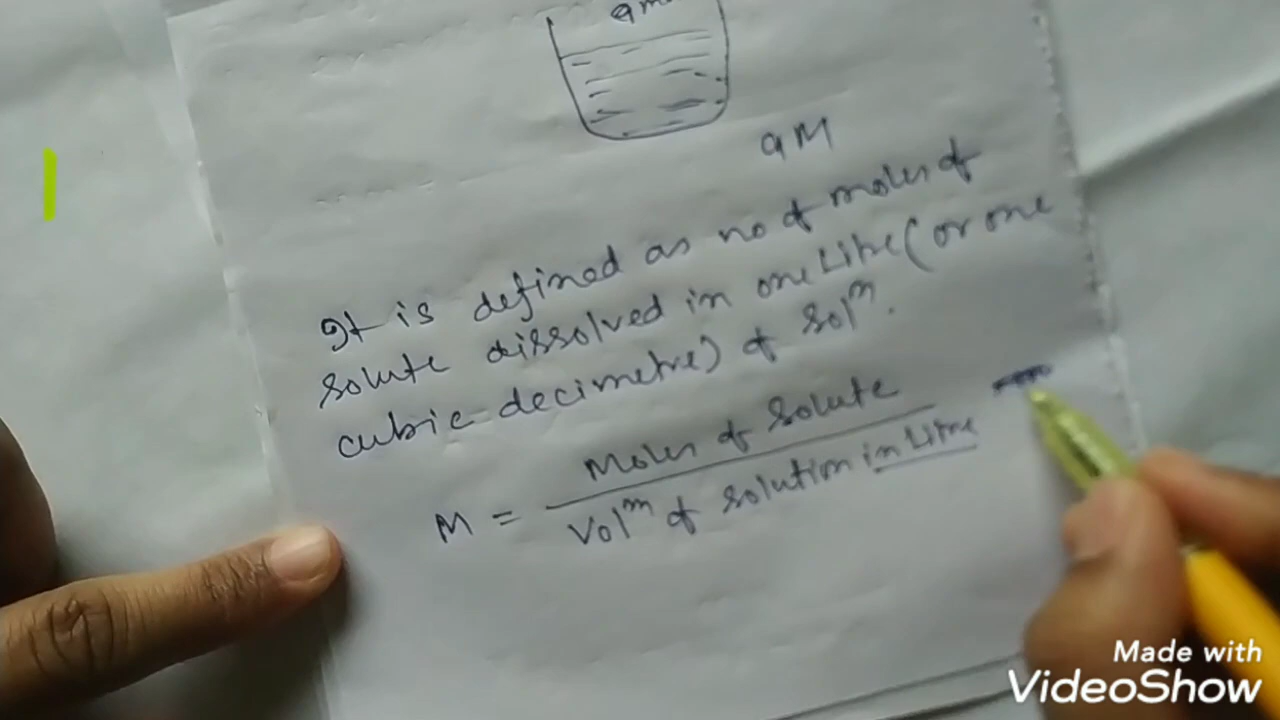 9M
It is defined as no of moles of
solute dissolved in one Litre (or one
cubic decimetre) of solⁿ.
M = Moles of Solute
Volᵐ of solution in Litre
Made with
VideoShow